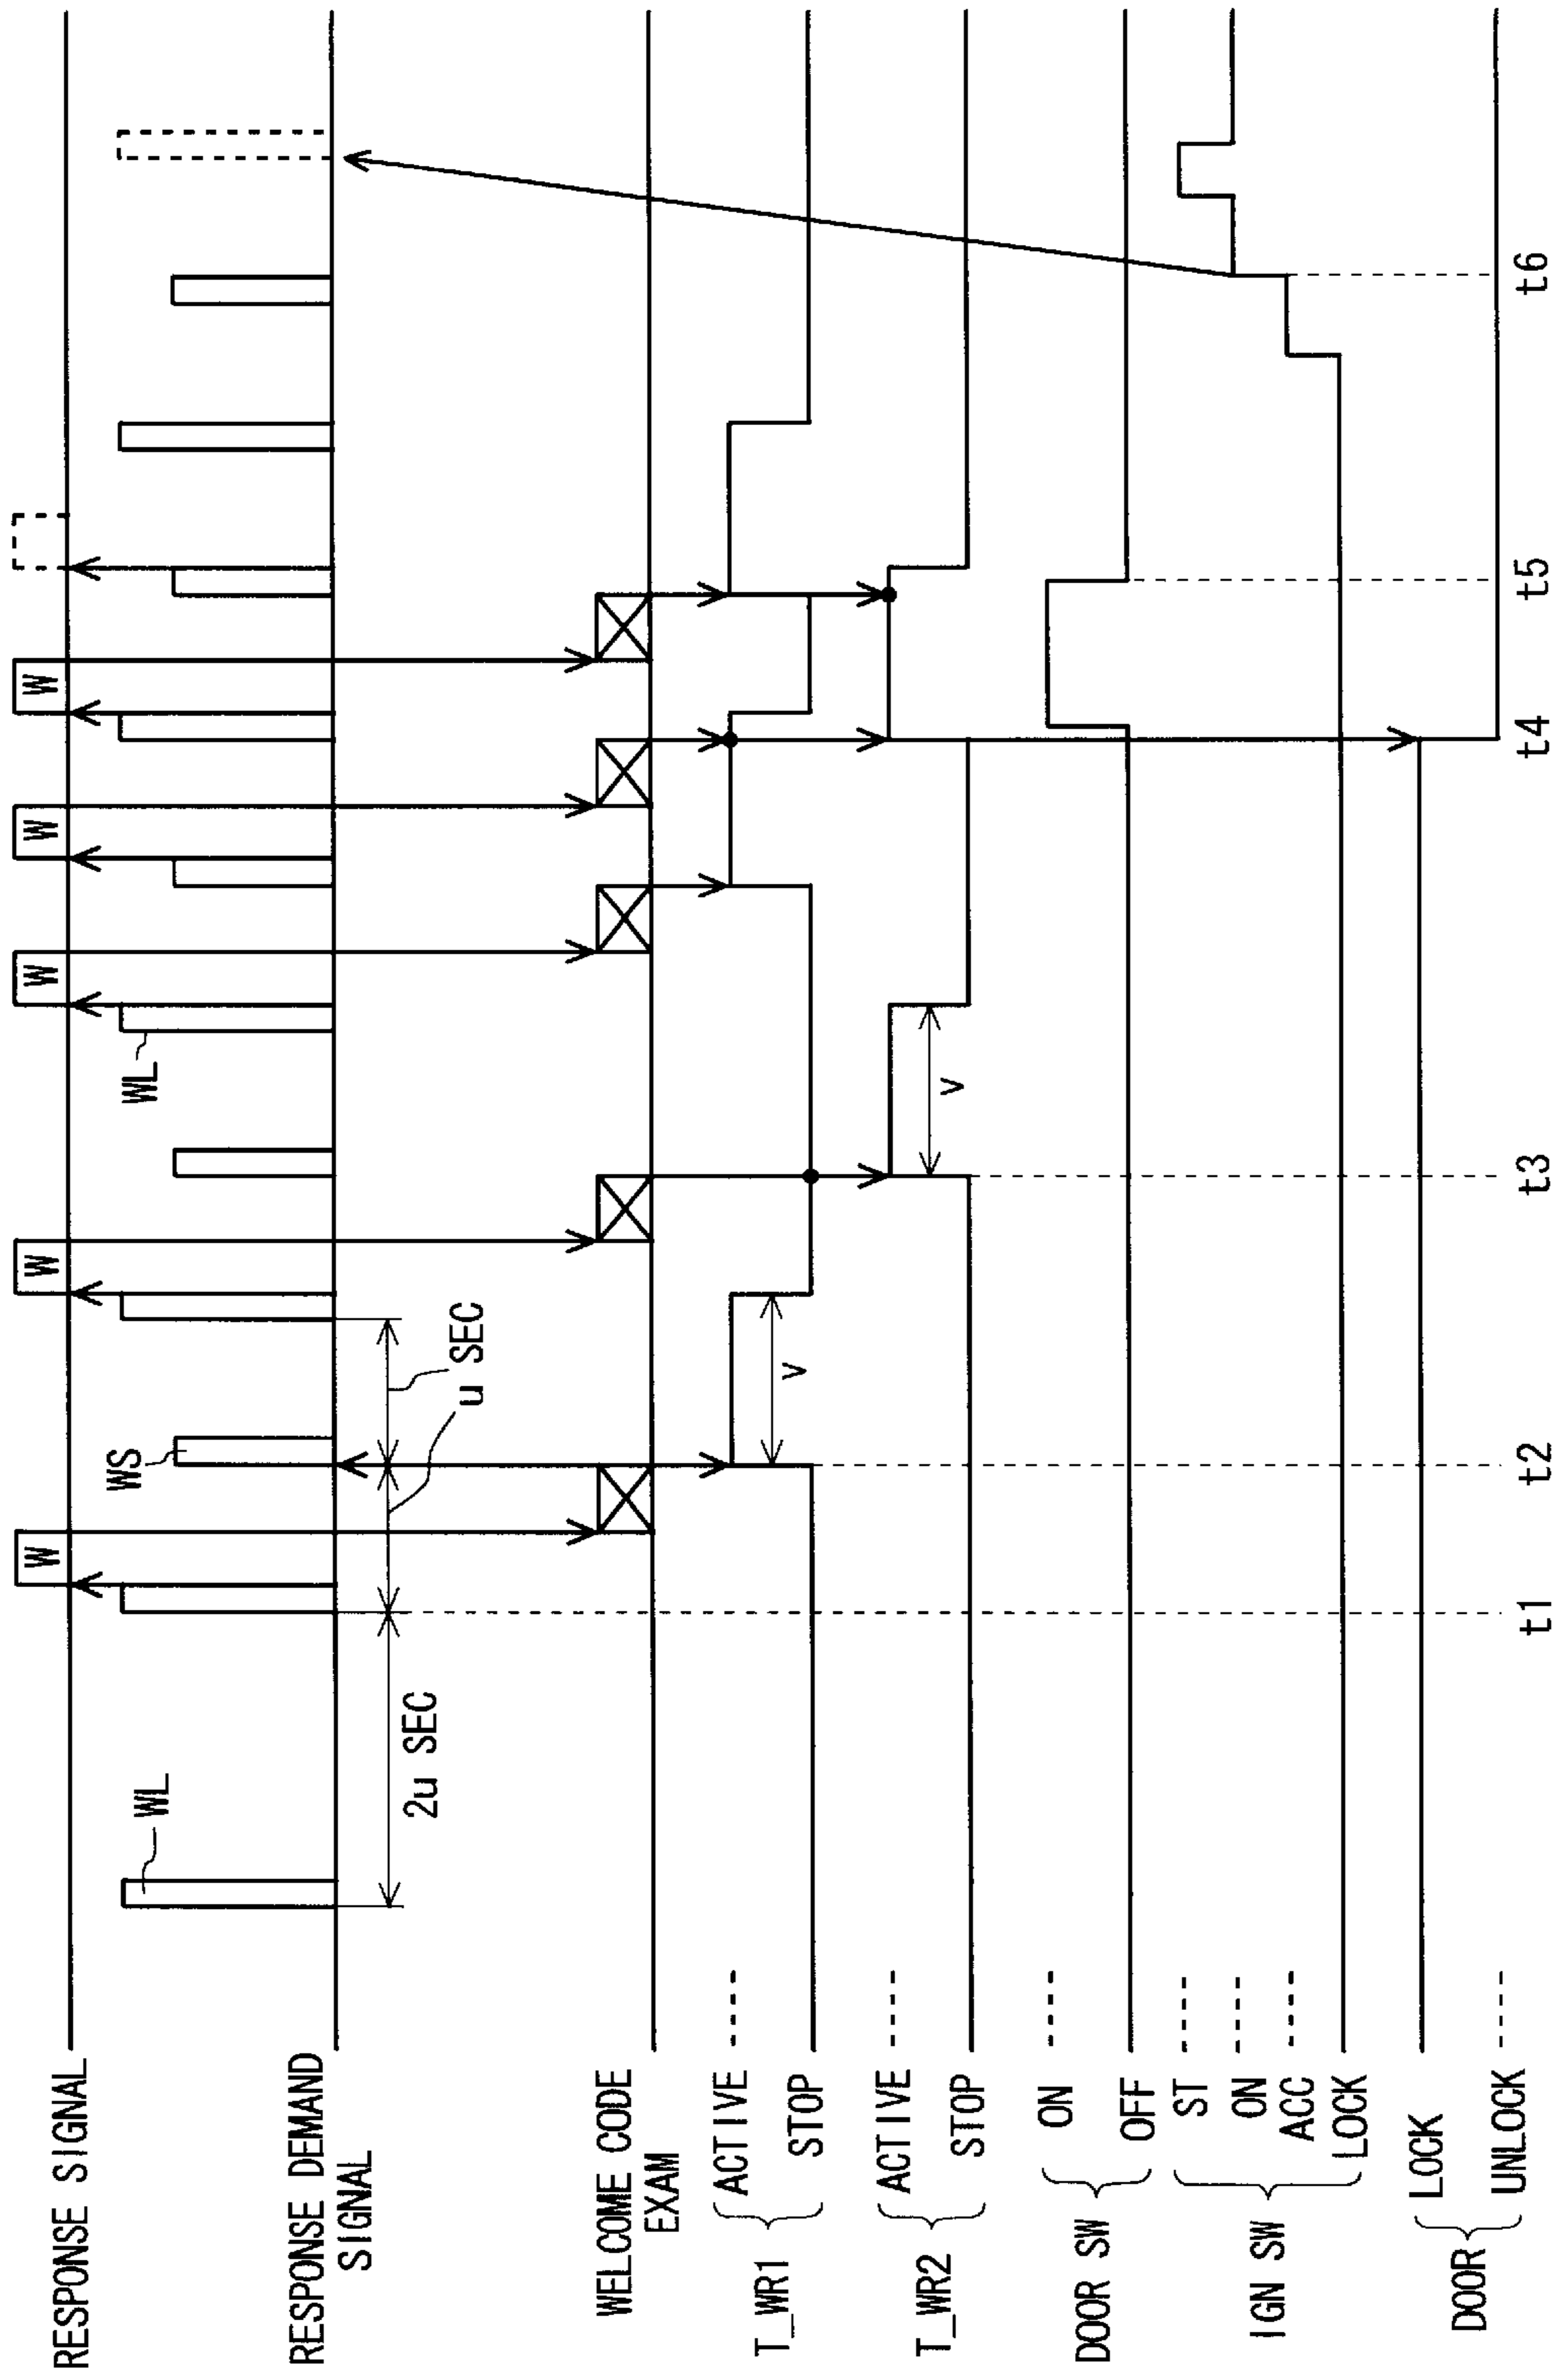 RESPONSE SIGNAL
W
W
W
W
W
RESPONSE DEMAND
SIGNAL
WL
WS
WL
2u SEC
u
u SEC
WELCOME CODE
EXAM
T_WR1
ACTIVE
STOP
v
T_WR2
ACTIVE
STOP
v
DOOR SW
ON
OFF
IGN SW
ST
ON
ACC
LOCK
DOOR
LOCK
UNLOCK
t1
t2
t3
t4
t5
t6